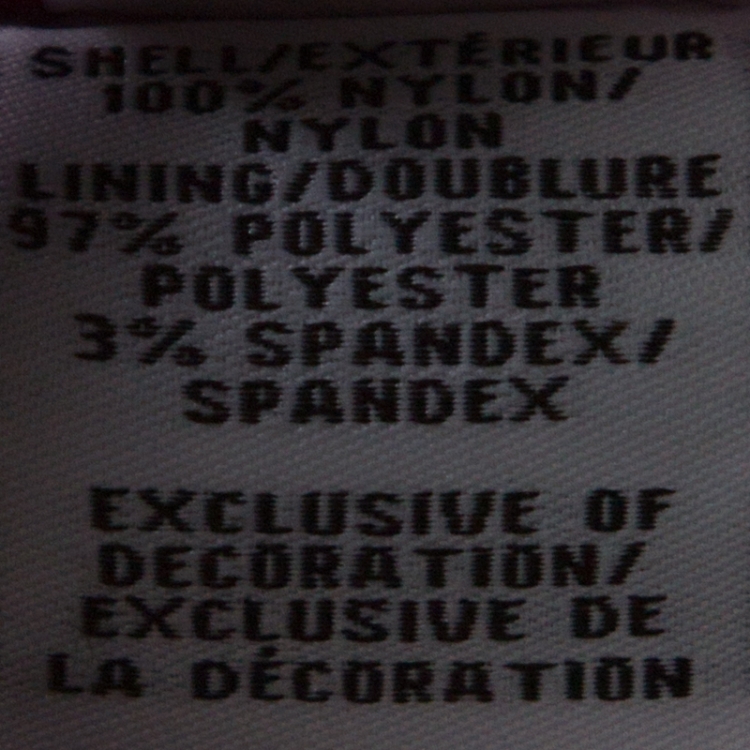 SHELL/EXTÉRIEUR
100% NYLON/
NYLON
LINING/DOUBLURE
97% POLYESTER/
POLYESTER
3% SPANDEX/
SPANDEX
EXCLUSIVE OF
DECORATION/
EXCLUSIVE DE
LA DÉCORATION